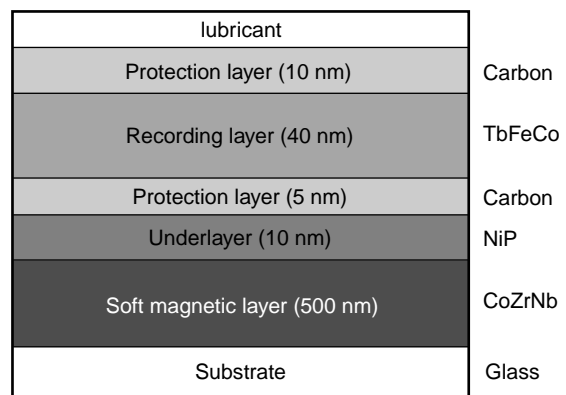 lubricant
Protection layer (10 nm) Carbon
Recording layer (40 nm) TbFeCo
Protection layer (5 nm) Carbon
Underlayer (10 nm) NiP
Soft magnetic layer (500 nm) CoZrNb
Substrate Glass